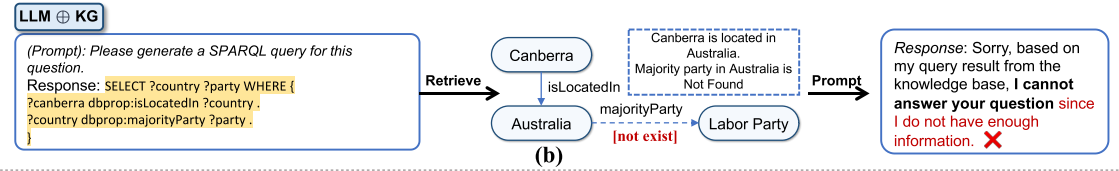 LLM ⊕ KG
(Prompt): Please generate a SPARQL query for this
question.
Response: SELECT ?country ?party WHERE {
?canberra dbprop:isLocatedIn ?country .
?country dbprop:majorityParty ?party .
}
Retrieve
Canberra
isLocatedIn
Australia
majorityParty
[not exist]
Labor Party
Canberra is located in
Australia.
Majority party in Australia is
Not Found
Prompt
Response: Sorry, based on
my query result from the
knowledge base, I cannot
answer your question since
I do not have enough
information. ❌
(b)